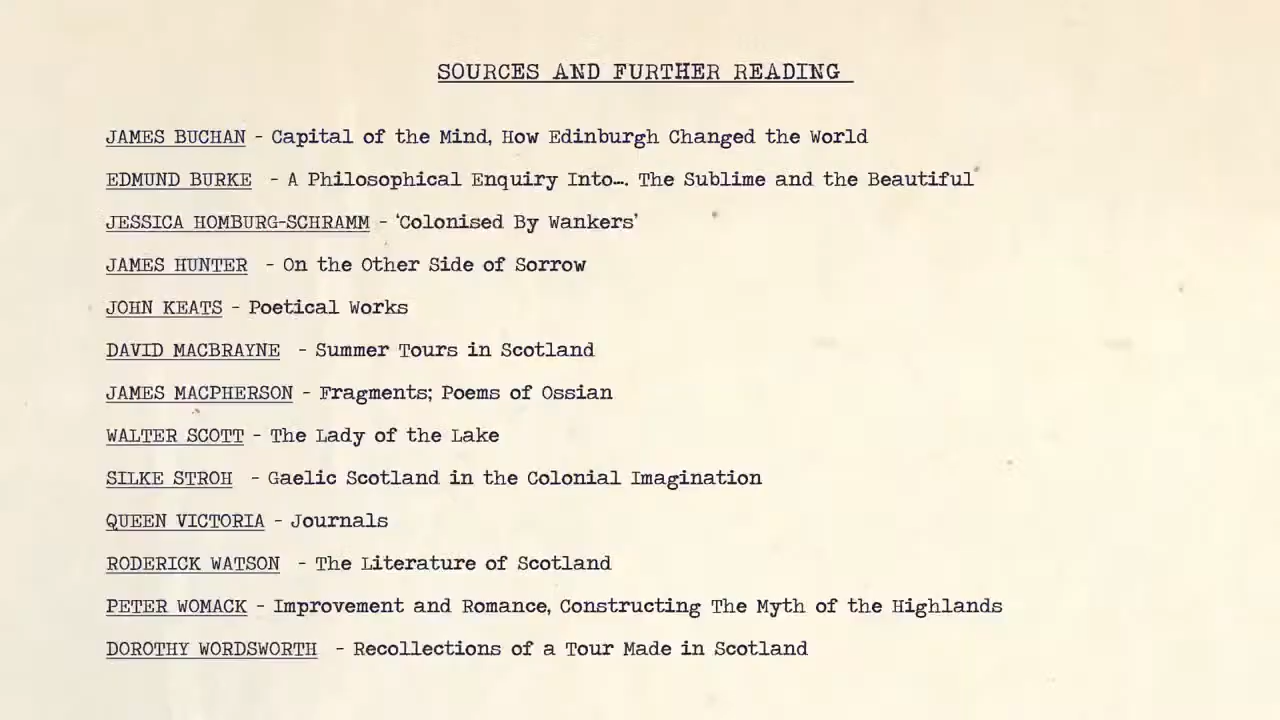 SOURCES AND FURTHER READING
JAMES BUCHAN - Capital of the Mind, How Edinburgh Changed the World
EDMUND BURKE - A Philosophical Enquiry Into…. The Sublime and the Beautiful
JESSICA HOMBURG-SCHRAMM - ‘Colonised By Wankers’
JAMES HUNTER - On the Other Side of Sorrow
JOHN KEATS - Poetical Works
DAVID MACBRAYNE - Summer Tours in Scotland
JAMES MACPHERSON - Fragments; Poems of Ossian
WALTER SCOTT - The Lady of the Lake
SILKE STROH - Gaelic Scotland in the Colonial Imagination
QUEEN VICTORIA - Journals
RODERICK WATSON - The Literature of Scotland
PETER WOMACK - Improvement and Romance, Constructing The Myth of the Highlands
DOROTHY WORDSWORTH - Recollections of a Tour Made in Scotland